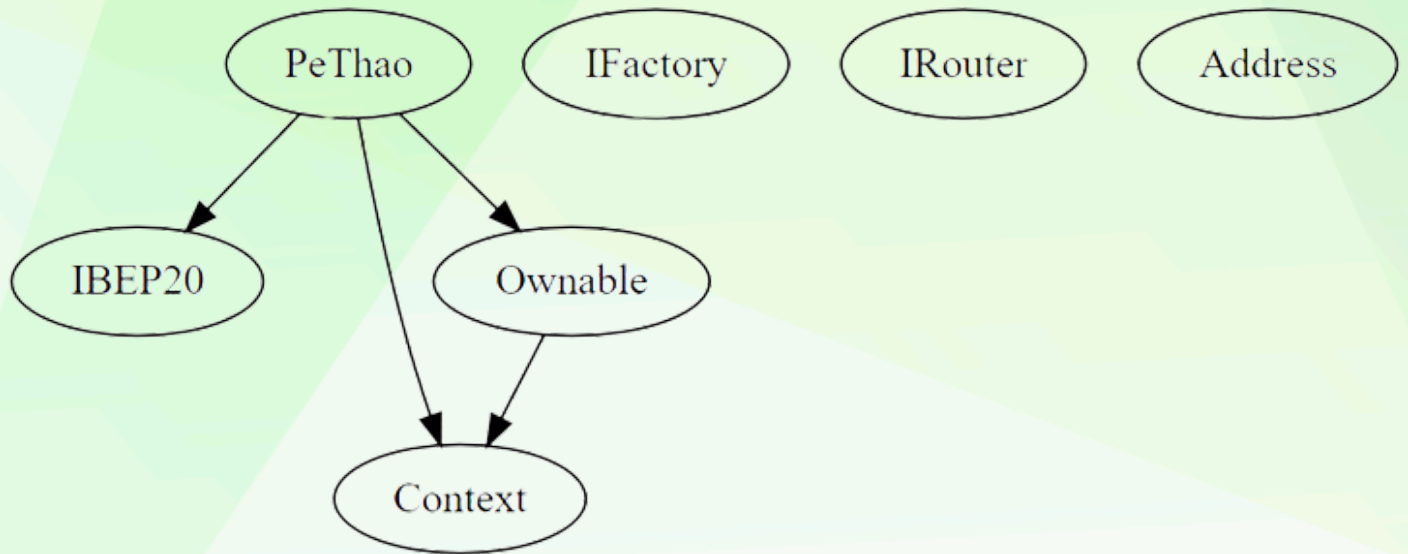 PeThao
IFactory
IRouter
Address
IBEP20
Ownable
Context